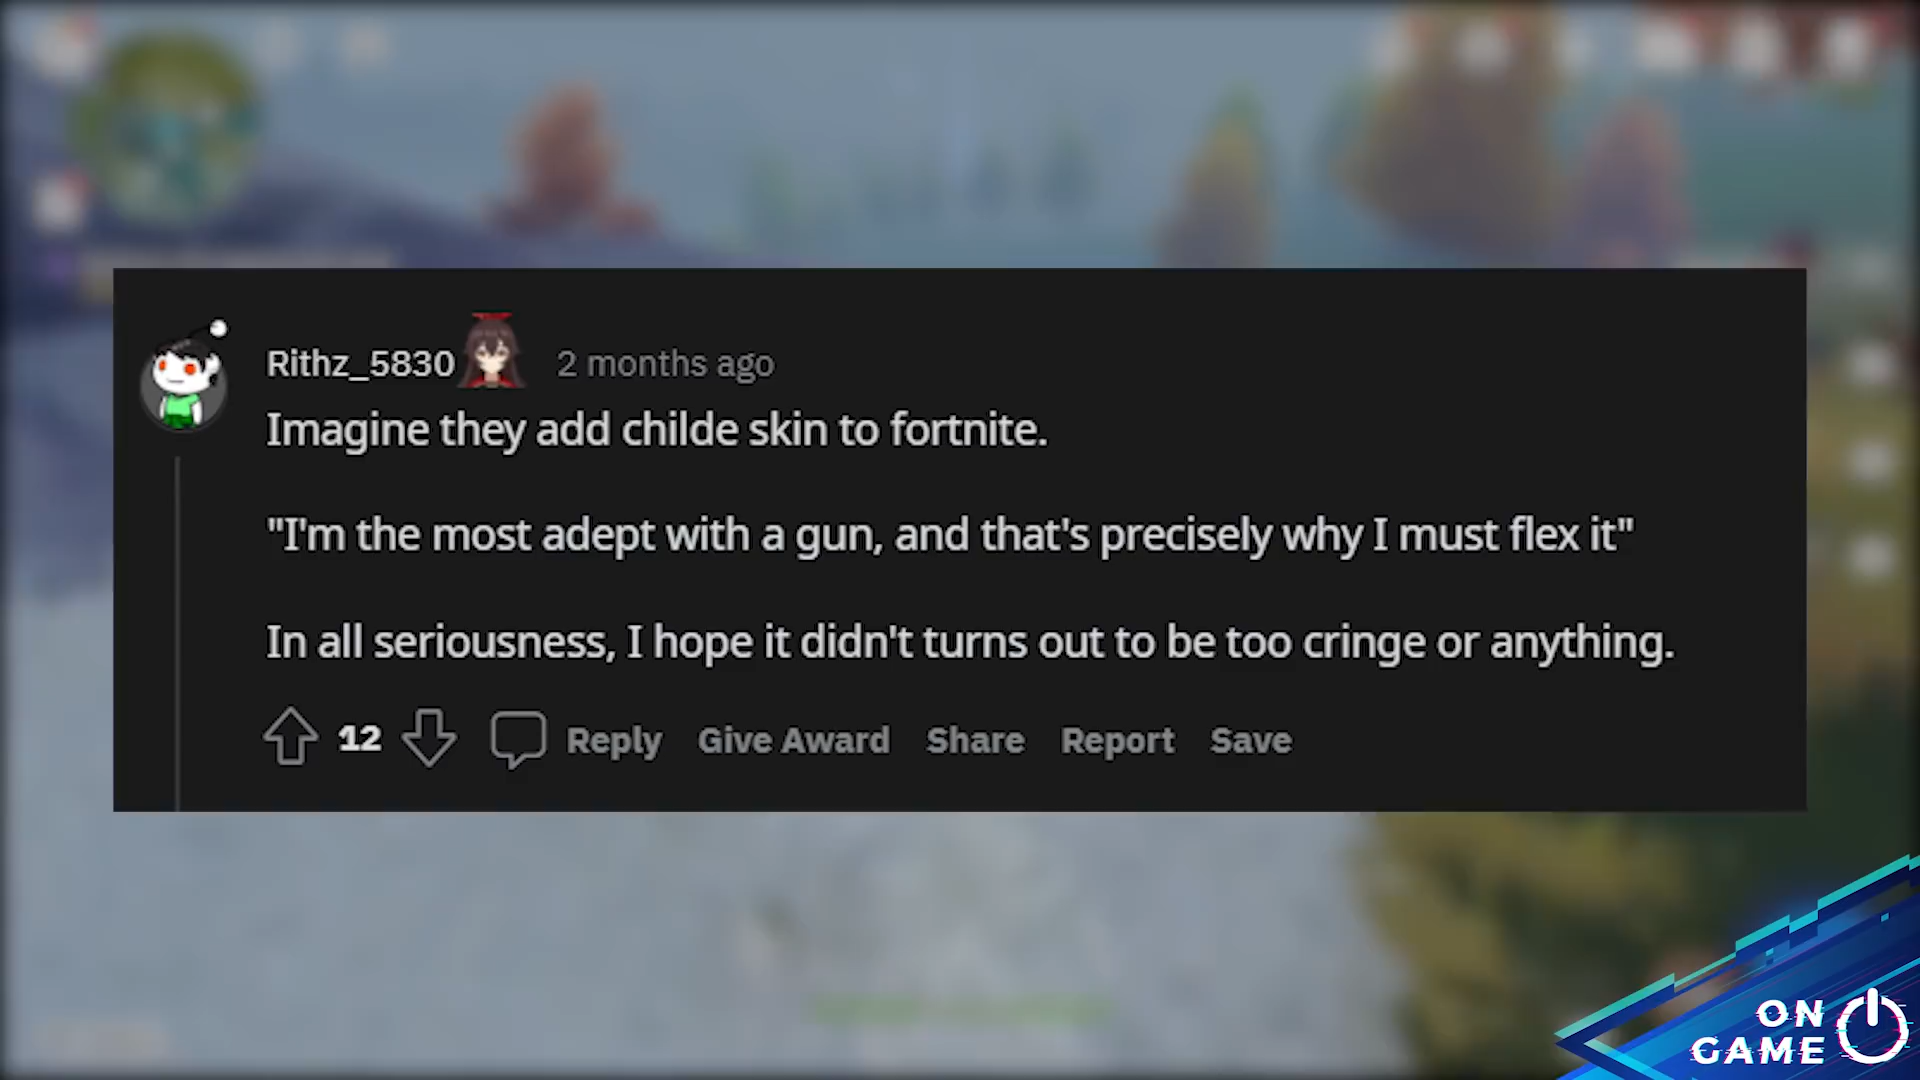 Rithz_5830 2 months ago
Imagine they add childe skin to fortnite.
"I'm the most adept with a gun, and that's precisely why I must flex it"
In all seriousness, I hope it didn't turns out to be too cringe or anything.
12 Reply Give Award Share Report Save
ON
GAME